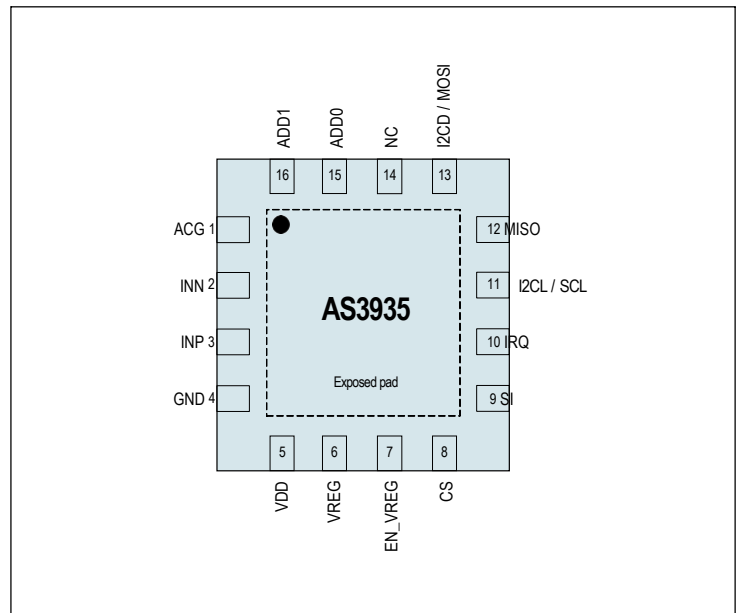 ADD1
ADD0
NC
I2CD / MOSI
16
15
14
13
ACG 1
12 MISO
INN 2
11 I2CL / SCL
AS3935
INP 3
10 IRQ
Exposed pad
GND 4
9 SI
5
6
7
8
VDD
VREG
EN_VREG
CS